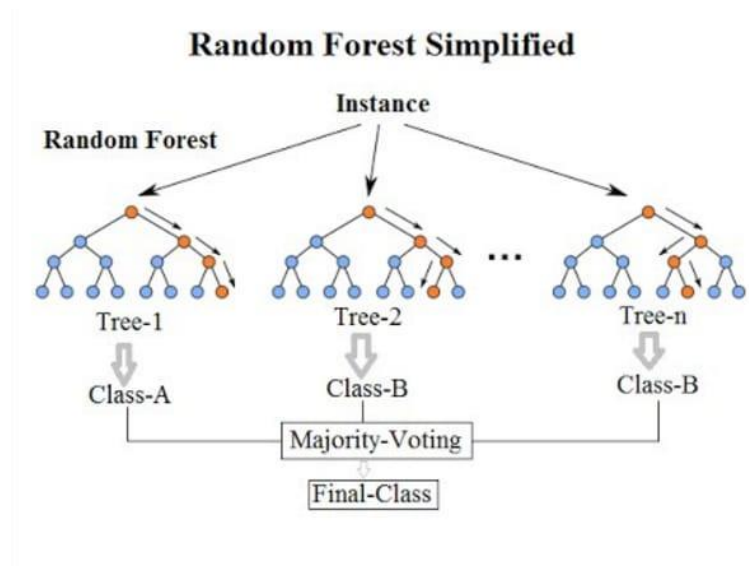 Random Forest Simplified
Instance
Random Forest
...
Tree-1
Tree-2
Tree-n
Class-A
Class-B
Class-B
Majority-Voting
Final-Class